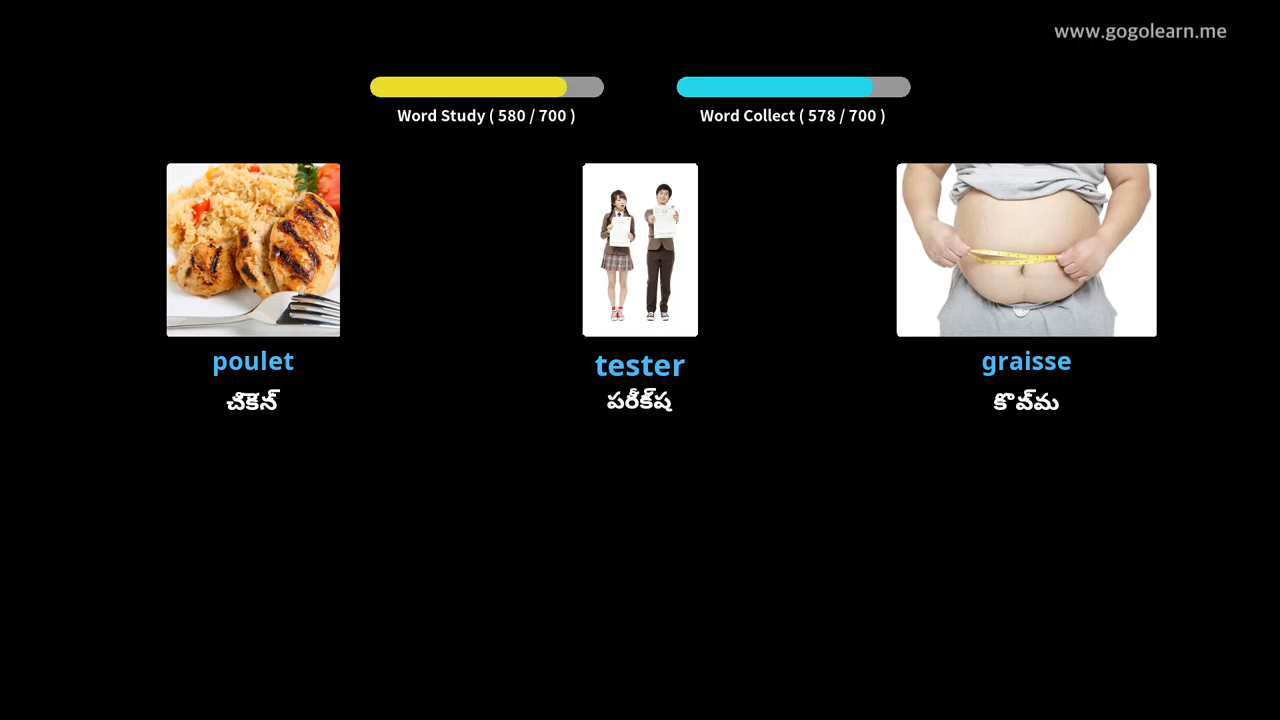 www.gogolearn.me
Word Study ( 580 / 700 )
Word Collect ( 578 / 700 )
poulet
tester
graisse
చికెన్
పరీక్ష
కొవ్మ